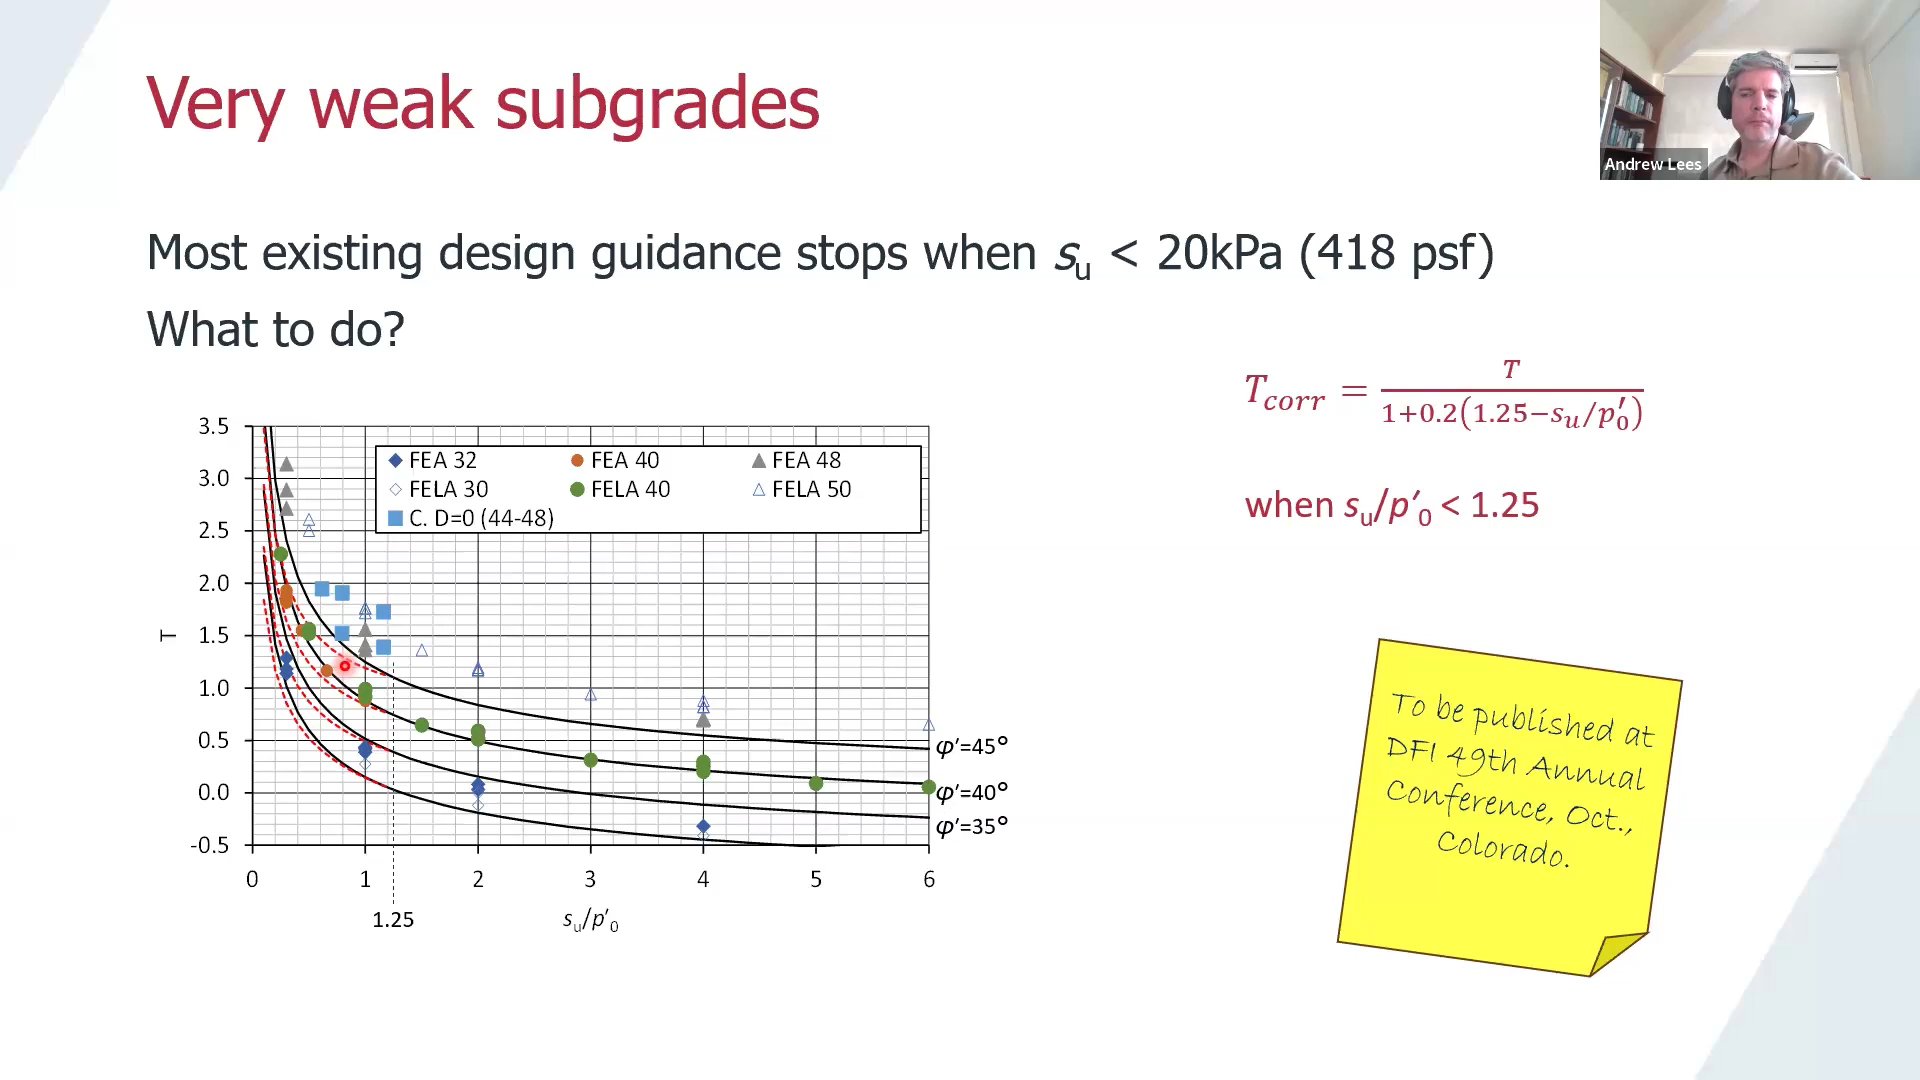 Very weak subgrades
Andrew Lees
Most existing design guidance stops when su < 20kPa (418 psf)
What to do?
Tcorr = T / 1+0.2(1.25−su/p′0)
when su/p′0 < 1.25
3.5
3.0
2.5
2.0
1.5
1.0
0.5
0.0
-0.5
T
FEA 32 FEA 40 FEA 48
FELA 30 FELA 40 FELA 50
C. D=0 (44-48)
φ′=45°
φ′=40°
φ′=35°
0 1 2 3 4 5 6
1.25
su/p′0
To be published at
DFI 49th Annual
Conference, Oct.,
Colorado.